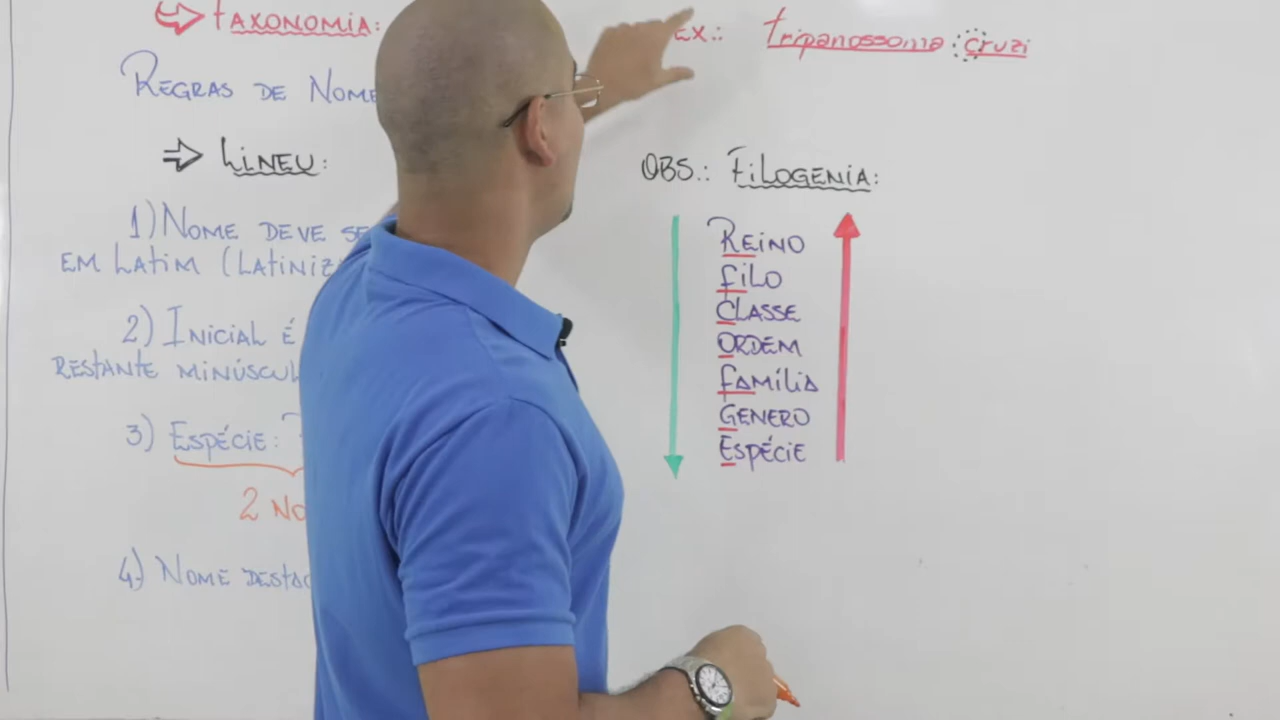 TAXONOMIA:
REGRAS DE NOME
LINEU:
1) NOME DEVE SE
EM LATIM (LATINIZ
2) INICIAL É
RESTANTE MINÚSCUL
3) ESPÉCIE:
2 NO
4) NOME DESTAC
EX.: tripanossoma cruzi
OBS.: FILOGENIA:
REINO
FILO
CLASSE
ORDEM
FAMÍLIA
GENERO
ESPÉCIE